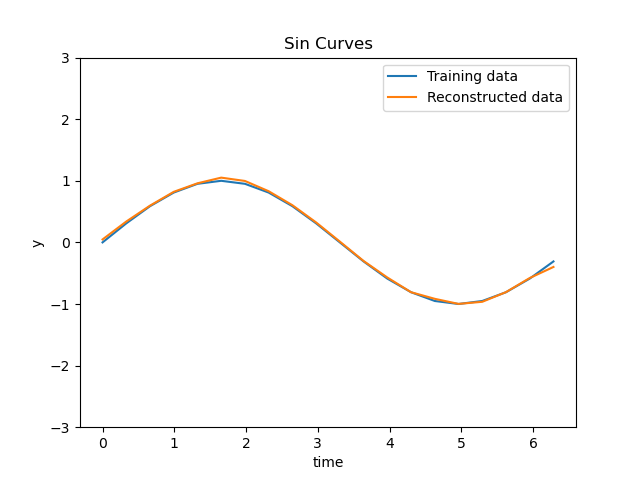 Sin Curves
Training data
Reconstructed data
3
2
1
0
−1
−2
−3
y
0 1 2 3 4 5 6
time